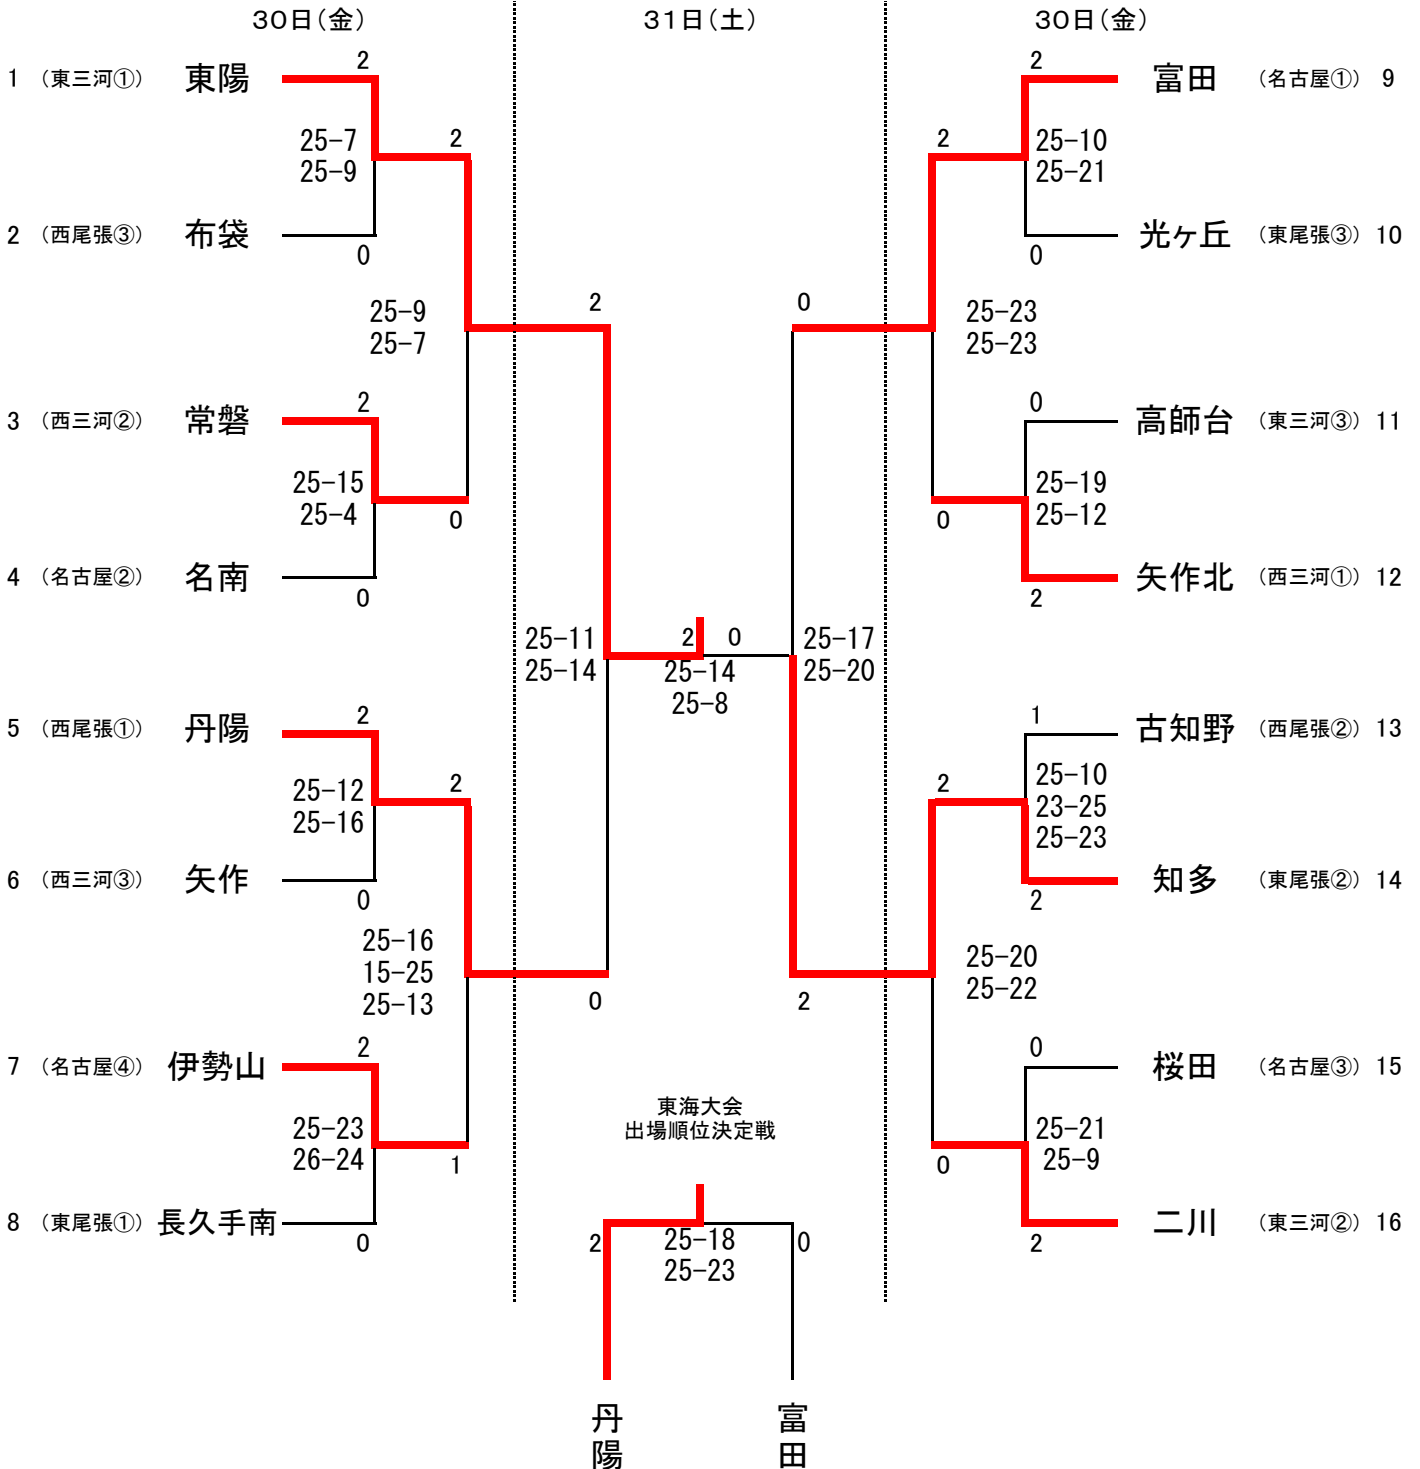 30日（金）
31日（土）
30日（金）
1 （東三河①） 東陽
2
25-7
25-9
2
2 （西尾張③） 布袋
0
25-9
25-7
2
3 （西三河②） 常磐
2
25-15
25-4
0
4 （名古屋②） 名南
0
25-11
25-14
5 （西尾張①） 丹陽
2
25-12
25-16
2
6 （西三河③） 矢作
0
25-16
15-25
25-13
0
7 （名古屋④） 伊勢山
2
25-23
26-24
1
8 （東尾張①） 長久手南
0
2 0
25-14
25-8
2
富田 （名古屋①） 9
2
25-10
25-21
0
光ヶ丘 （東尾張③） 10
0
25-23
25-23
0
高師台 （東三河③） 11
25-19
25-12
0
2
矢作北 （西三河①） 12
25-17
25-20
1
古知野 （西尾張②） 13
2
25-10
23-25
25-23
2
知多 （東尾張②） 14
25-20
25-22
2
0
桜田 （名古屋③） 15
25-21
25-9
0
2
二川 （東三河②） 16
東海大会
出場順位決定戦
2
25-18
25-23
0
丹陽
富田